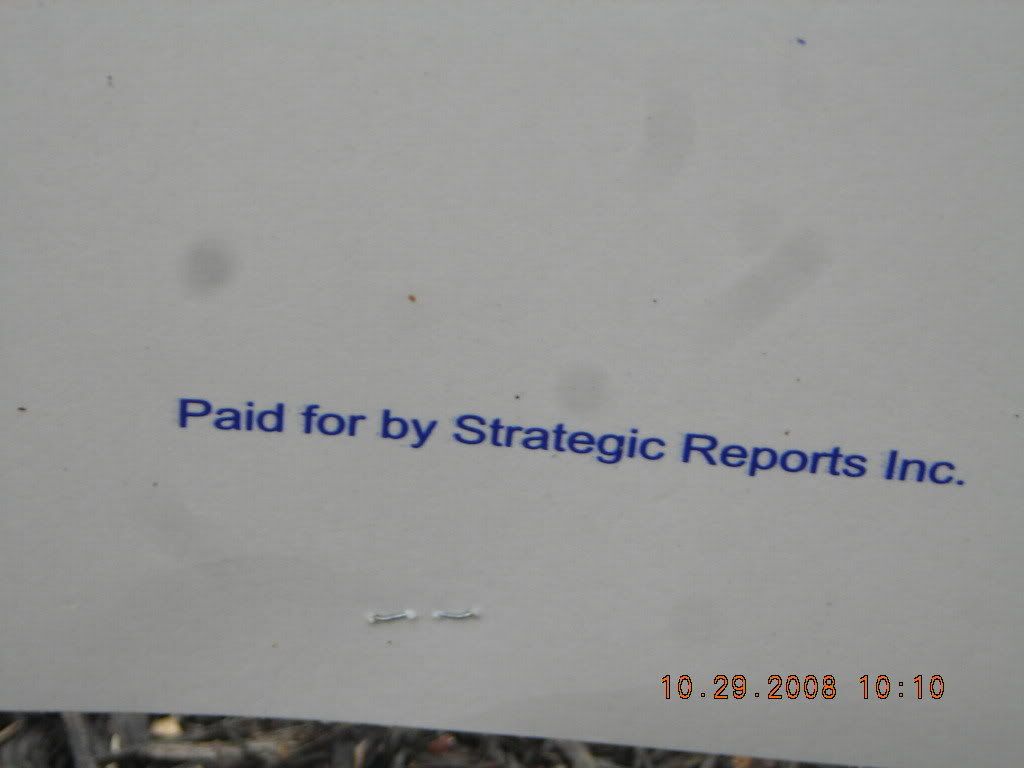 Paid for by Strategic Reports Inc.
10.29.2008 10:10